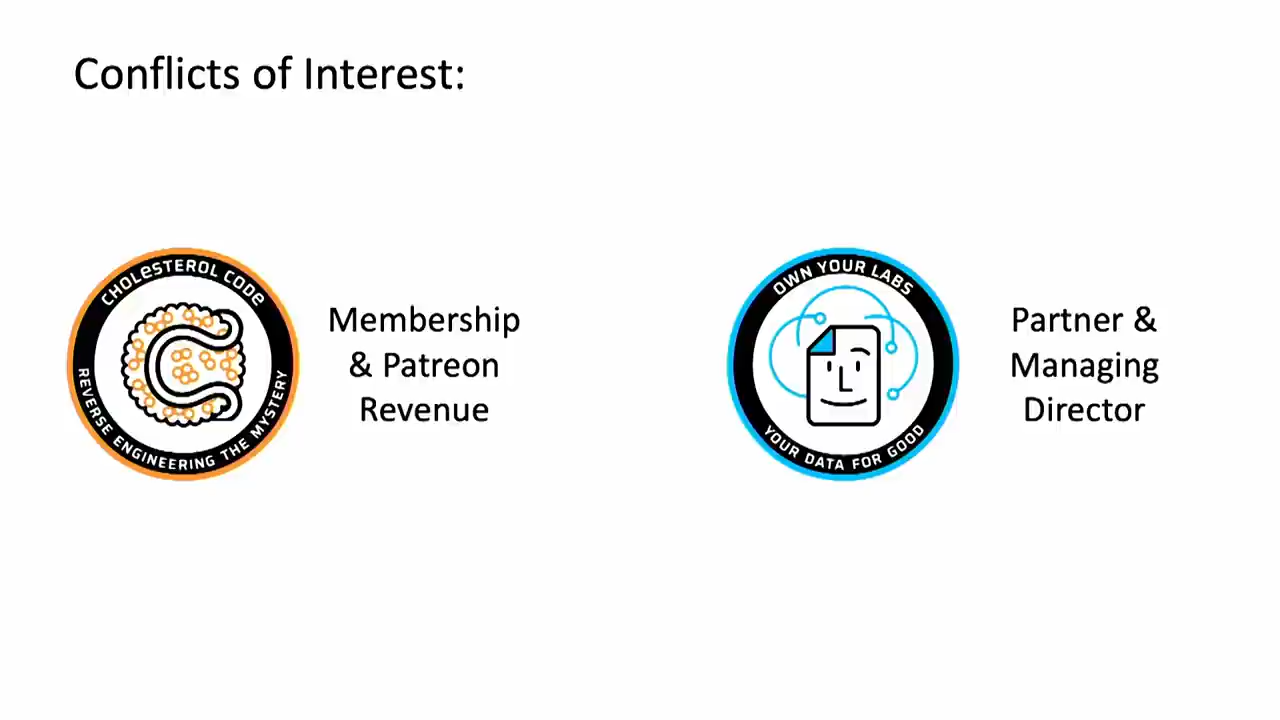 Conflicts of Interest:
CHOLeSTEROL CODe
REVERSE ENGINEERING THE MYSTERY
Membership
& Patreon
Revenue
OWN YOUR LABS
YOUR DATA FOR GOOD
Partner &
Managing
Director